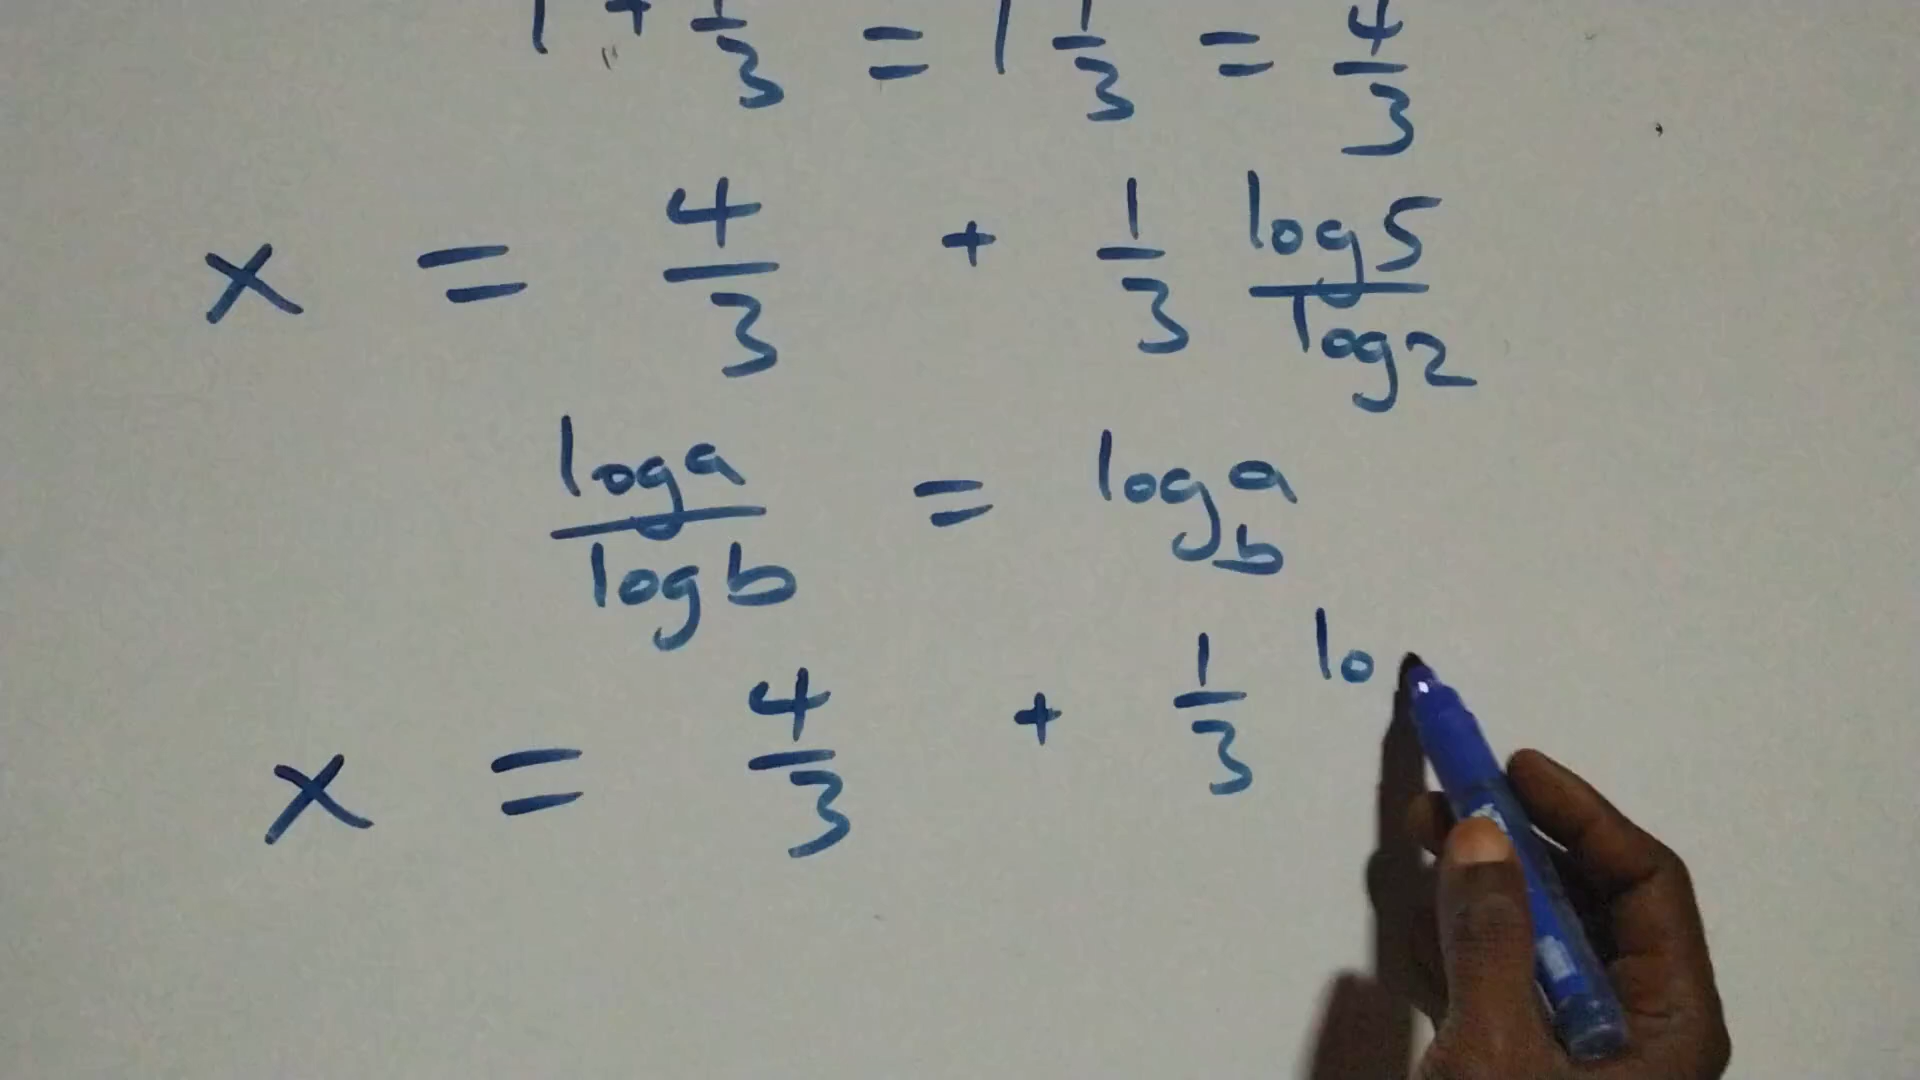 1 + 1/3 = 1 1/3 = 4/3
x = 4/3 + 1/3 log5/log2
loga/logb = log_b a
x = 4/3 + 1/3 lo